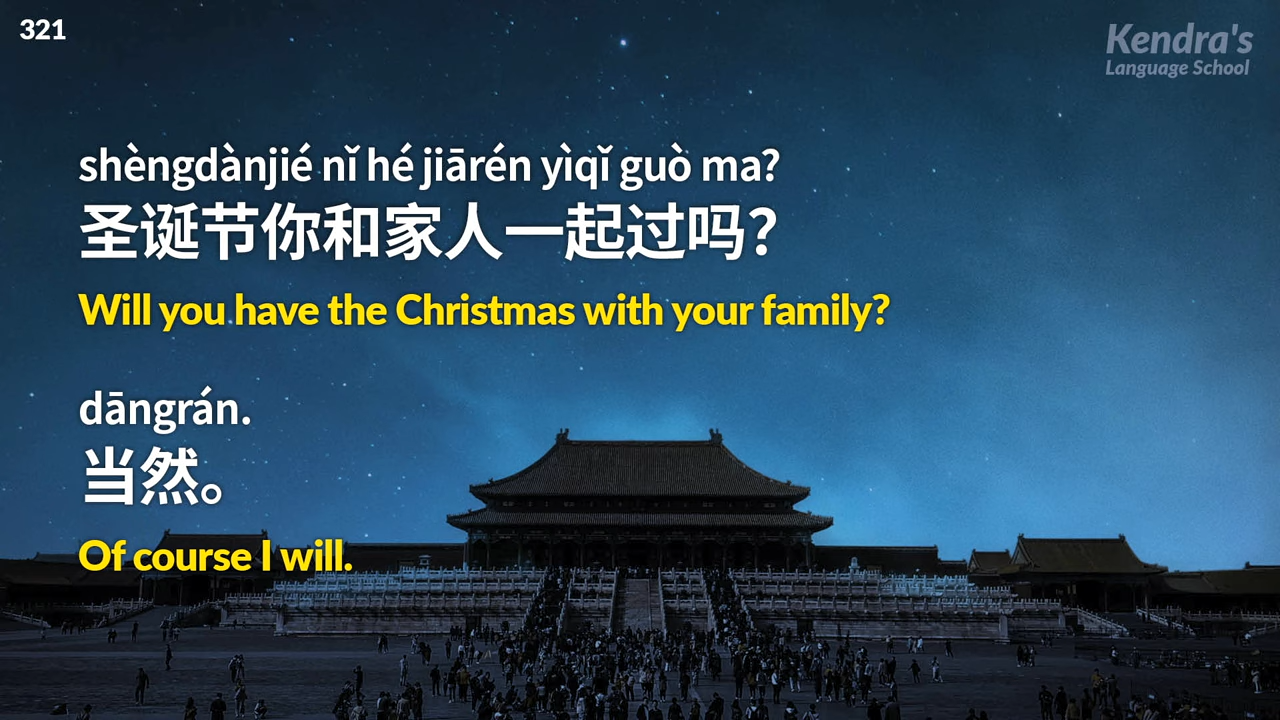 321
Kendra's
Language School
shèngdànjié nǐ hé jiārén yìqǐ guò ma?
圣诞节你和家人一起过吗？
Will you have the Christmas with your family?
dāngrán.
当然。
Of course I will.